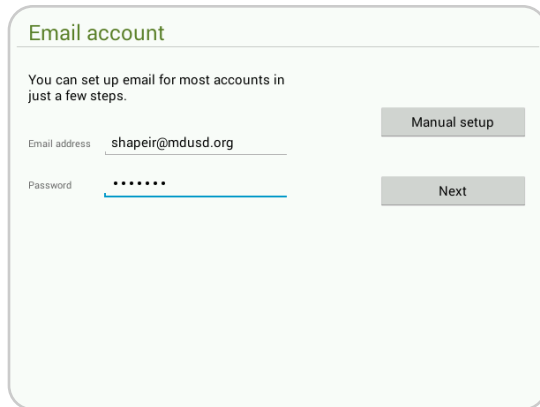 Email account
You can set up email for most accounts in
just a few steps.
Manual setup
Email address shapeir@mdusd.org
Password •••••••
Next